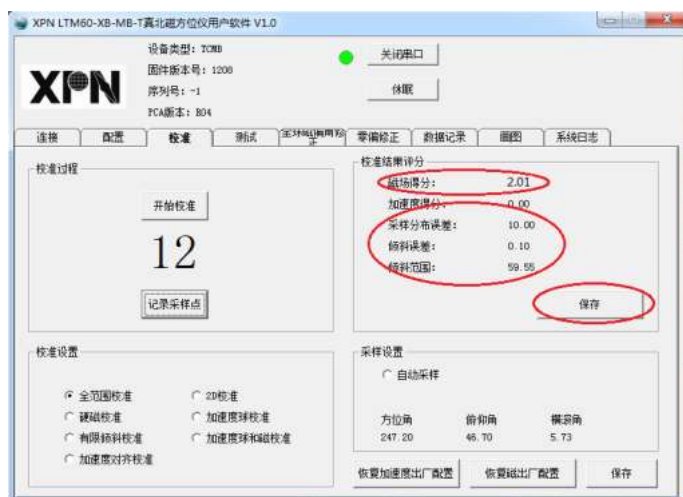 XPN LTM60-XB-MB-T真北磁方位仪用户软件 V1.0
XPN
设备类型: TCMB
固件版本号: 1208
序列号: -1
PCA版本: B04
关闭串口
休眠
连接 配置 校准 测试 零偏修正 数据记录 画图 系统日志
校准过程
开始校准
12
记录采样点
校准结果评分
磁场得分: 2.01
加速度得分: 0.00
采样分布误差: 10.00
倾斜误差: 0.10
倾斜范围: 59.55
保存
校准设置
全范围校准 2D校准
硬磁校准 加速度球校准
有限倾斜校准 加速度球和磁校准
加速度对齐校准
采样设置
自动采样
方位角 俯仰角 横滚角
247.20 46.70 5.73
恢复加速度出厂配置 恢复磁出厂配置 保存